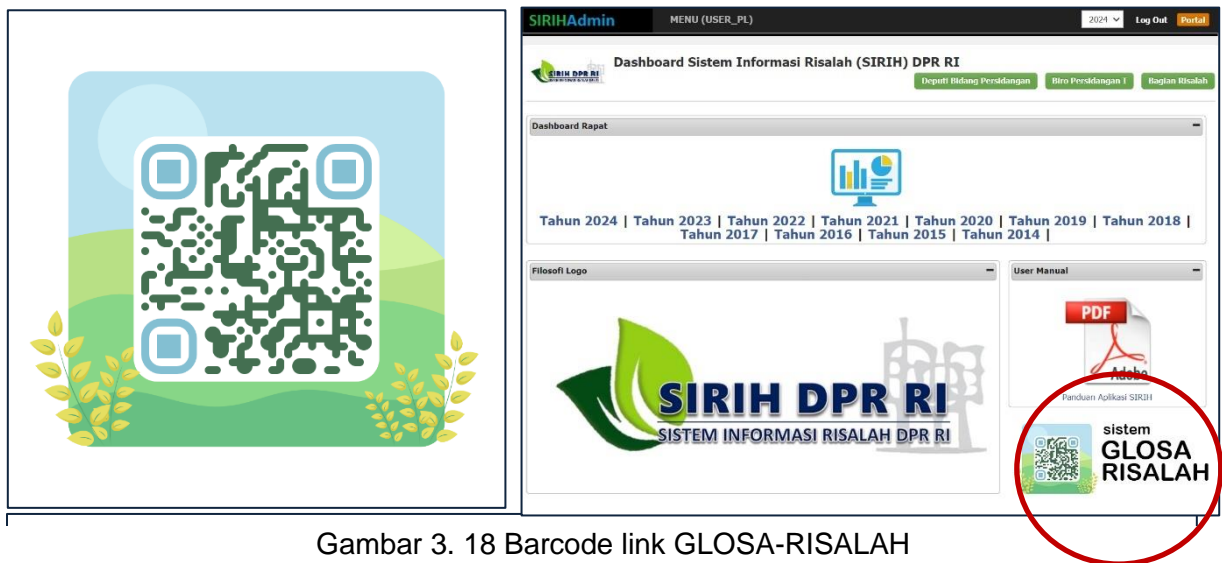 SIRIHAdmin MENU (USER_PL) 2024 Log Out Portal
SIRIH DPR RI
Dashboard Sistem Informasi Risalah (SIRIH) DPR RI
Deputi Bidang Persidangan Biro Persidangan I Bagian Risalah
Dashboard Rapat
Tahun 2024 | Tahun 2023 | Tahun 2022 | Tahun 2021 | Tahun 2020 | Tahun 2019 | Tahun 2018 |
Tahun 2017 | Tahun 2016 | Tahun 2015 | Tahun 2014 |
Filosofi Logo
SIRIH DPR RI
SISTEM INFORMASI RISALAH DPR RI
User Manual
PDF
Adobe
Panduan Aplikasi SIRIH
sistem
GLOSA
RISALAH
Gambar 3. 18 Barcode link GLOSA-RISALAH